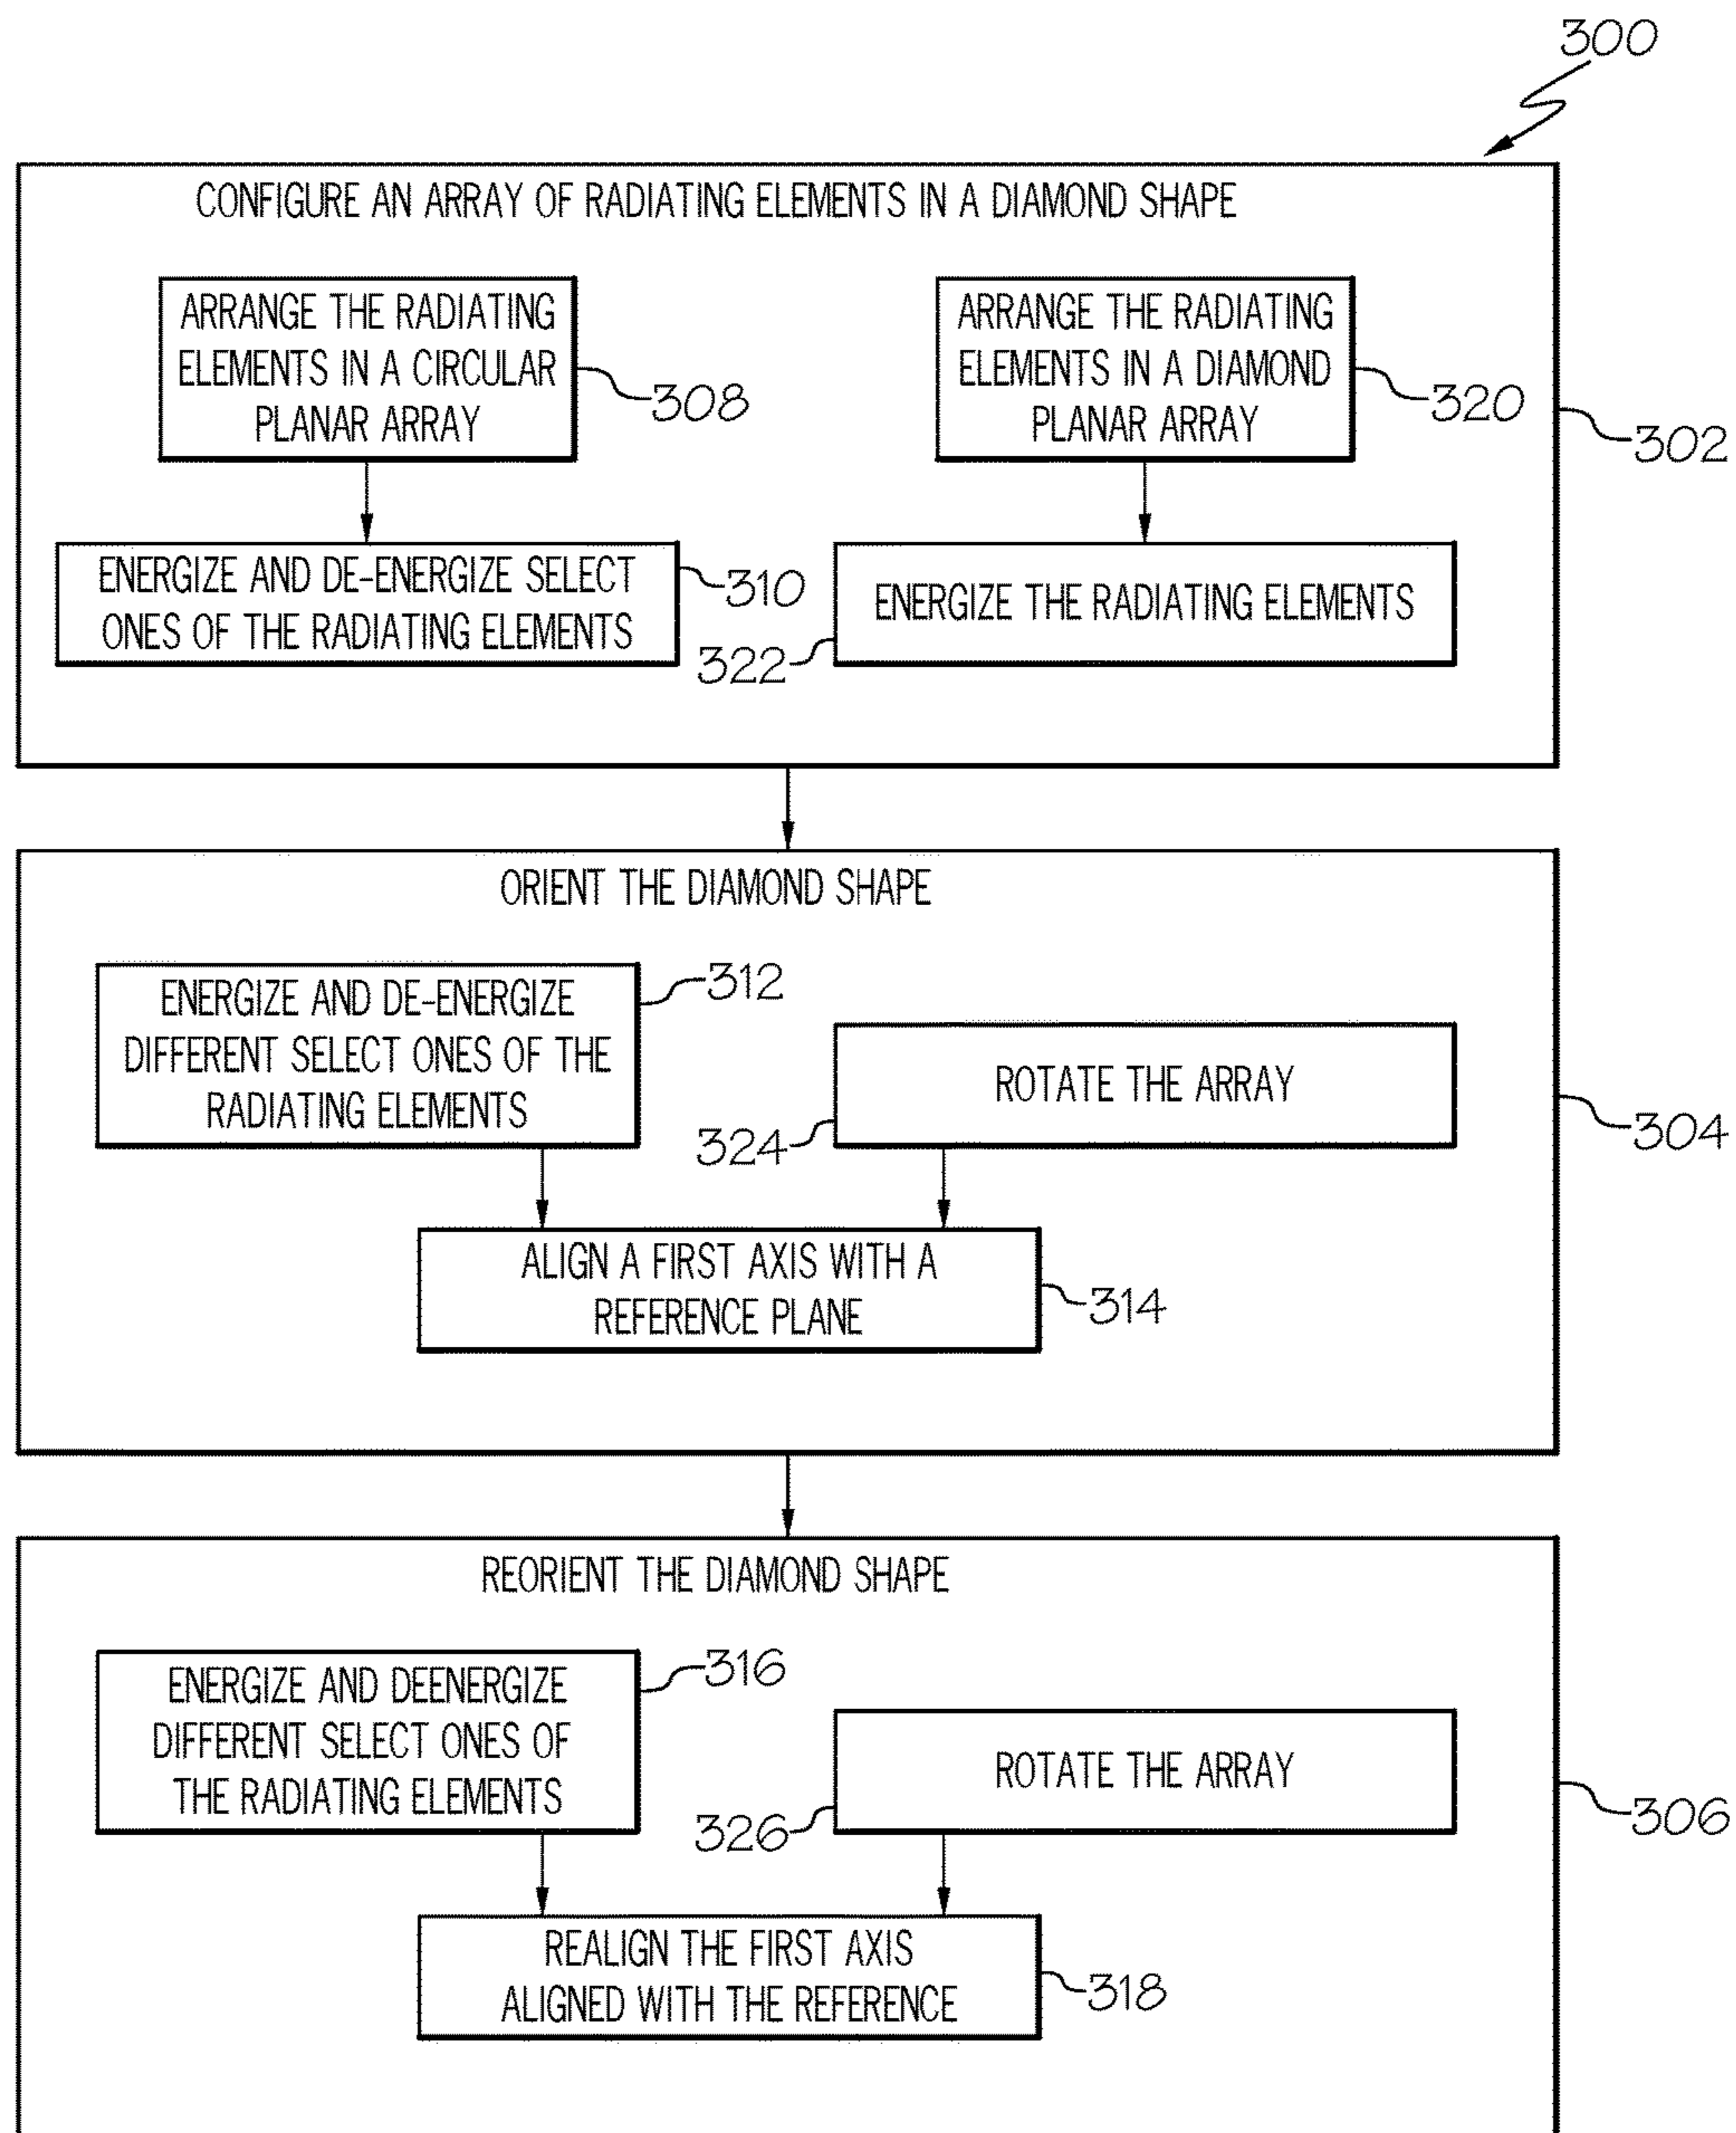 300
CONFIGURE AN ARRAY OF RADIATING ELEMENTS IN A DIAMOND SHAPE
ARRANGE THE RADIATING
ELEMENTS IN A CIRCULAR
PLANAR ARRAY
308
ARRANGE THE RADIATING
ELEMENTS IN A DIAMOND
PLANAR ARRAY
320
302
ENERGIZE AND DE-ENERGIZE SELECT
ONES OF THE RADIATING ELEMENTS
310
ENERGIZE THE RADIATING ELEMENTS
322
ORIENT THE DIAMOND SHAPE
ENERGIZE AND DE-ENERGIZE
DIFFERENT SELECT ONES OF THE
RADIATING ELEMENTS
312
ROTATE THE ARRAY
324
304
ALIGN A FIRST AXIS WITH A
REFERENCE PLANE
314
REORIENT THE DIAMOND SHAPE
ENERGIZE AND DEENERGIZE
DIFFERENT SELECT ONES OF
THE RADIATING ELEMENTS
316
ROTATE THE ARRAY
326
306
REALIGN THE FIRST AXIS
ALIGNED WITH THE REFERENCE
318